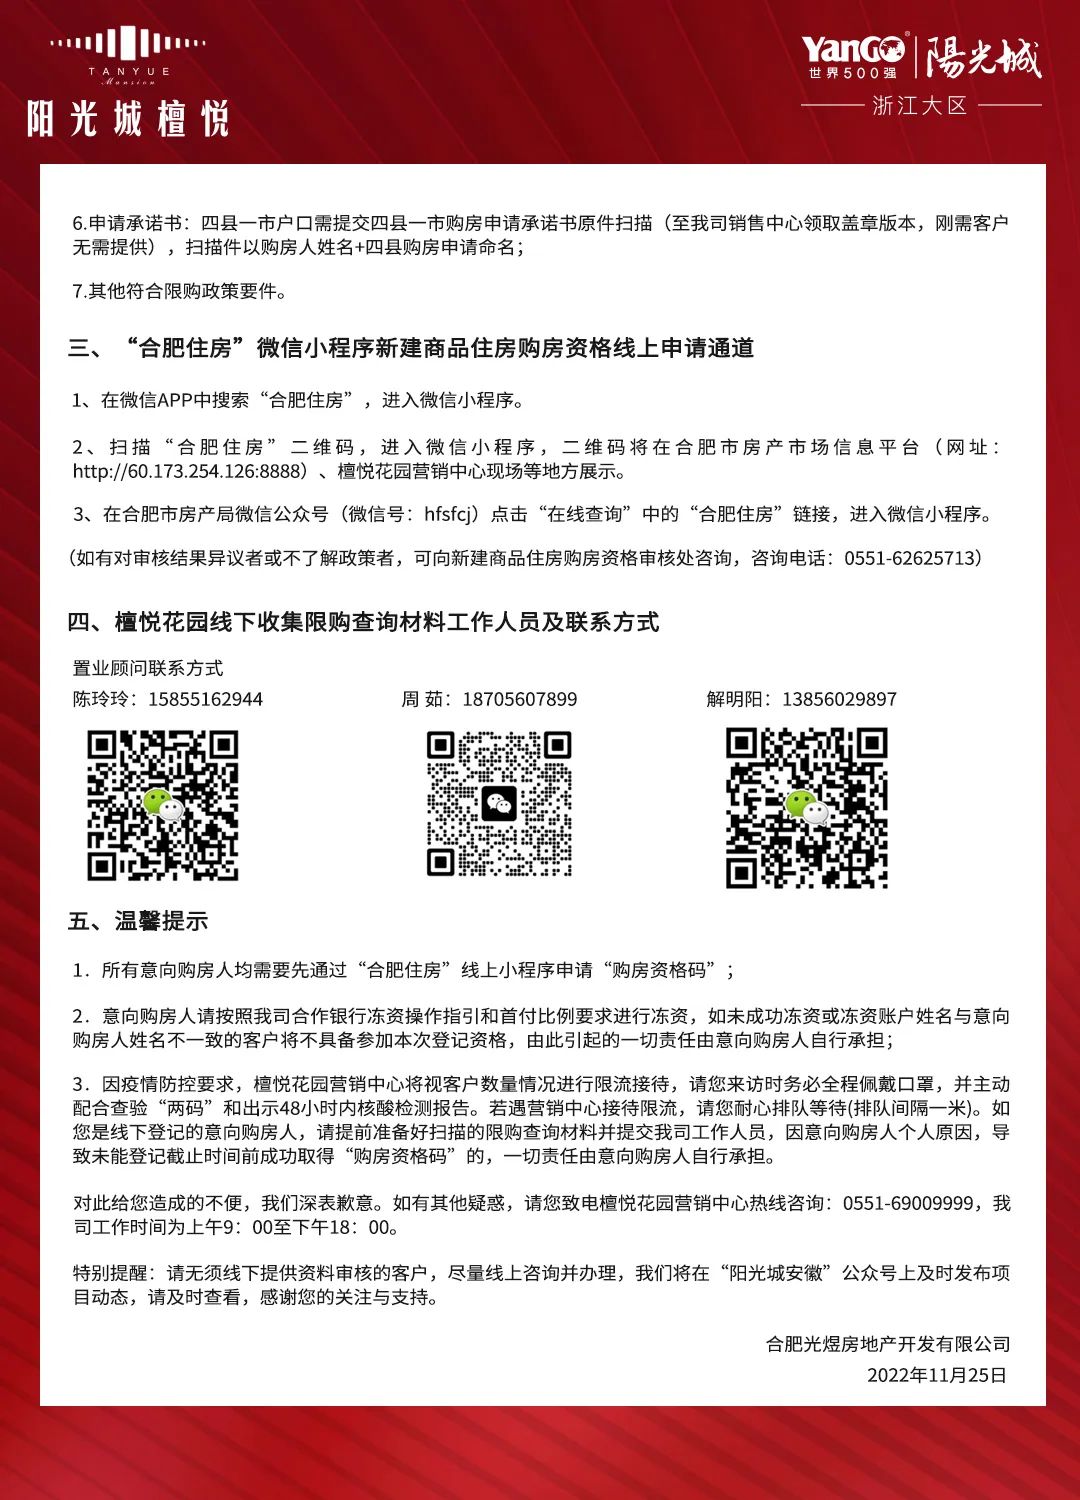 TANYUE
Mansion
阳光城檀悦
YanGO®
世界500强
陽光城
浙江大区
6.申请承诺书：四县一市户口需提交四县一市购房申请承诺书原件扫描（至我司销售中心领取盖章版本，刚需客户
无需提供），扫描件以购房人姓名+四县购房申请命名；
7.其他符合限购政策要件。
三、“合肥住房”微信小程序新建商品住房购房资格线上申请通道
1、在微信APP中搜索“合肥住房”，进入微信小程序。
2、扫描“合肥住房”二维码，进入微信小程序，二维码将在合肥市房产市场信息平台（网址：
http://60.173.254.126:8888）、檀悦花园营销中心现场等地方展示。
3、在合肥市房产局微信公众号（微信号：hfsfcj）点击“在线查询”中的“合肥住房”链接，进入微信小程序。
（如有对审核结果异议者或不了解政策者，可向新建商品住房购房资格审核处咨询，咨询电话：0551-62625713）
四、檀悦花园线下收集限购查询材料工作人员及联系方式
置业顾问联系方式
陈玲玲：15855162944 周 茹：18705607899 解明阳：13856029897
五、温馨提示
1．所有意向购房人均需要先通过“合肥住房”线上小程序申请“购房资格码”；
2．意向购房人请按照我司合作银行冻资操作指引和首付比例要求进行冻资，如未成功冻资或冻资账户姓名与意向
购房人姓名不一致的客户将不具备参加本次登记资格，由此引起的一切责任由意向购房人自行承担；
3．因疫情防控要求，檀悦花园营销中心将视客户数量情况进行限流接待，请您来访时务必全程佩戴口罩，并主动
配合查验“两码”和出示48小时内核酸检测报告。若遇营销中心接待限流，请您耐心排队等待(排队间隔一米)。如
您是线下登记的意向购房人，请提前准备好扫描的限购查询材料并提交我司工作人员，因意向购房人个人原因，导
致未能登记截止时间前成功取得“购房资格码”的，一切责任由意向购房人自行承担。
对此给您造成的不便，我们深表歉意。如有其他疑惑，请您致电檀悦花园营销中心热线咨询：0551-69009999，我
司工作时间为上午9：00至下午18：00。
特别提醒：请无须线下提供资料审核的客户，尽量线上咨询并办理，我们将在“阳光城安徽”公众号上及时发布项
目动态，请及时查看，感谢您的关注与支持。
合肥光煜房地产开发有限公司
2022年11月25日